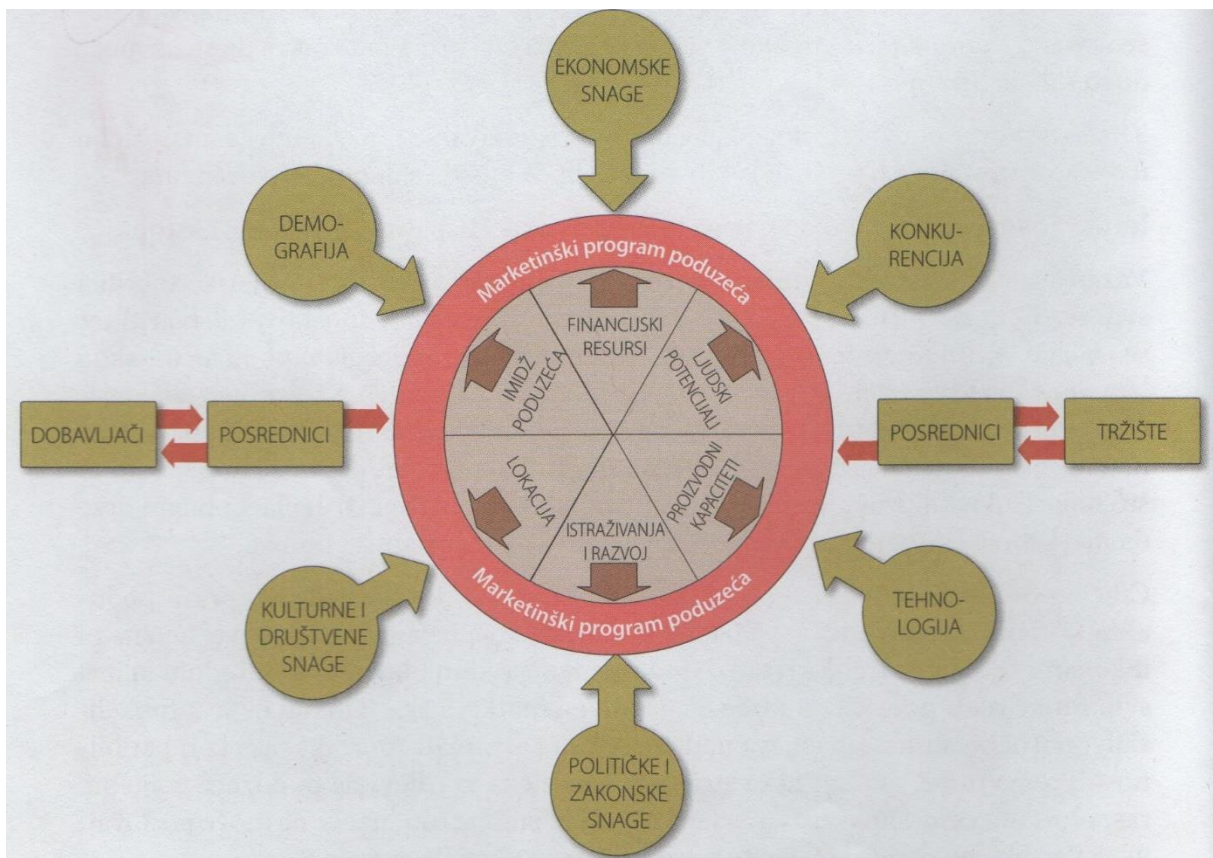 EKONOMSKE
SNAGE
DEMO-
GRAFIJA
KONKU-
RENCIJA
Marketinški program poduzeća
FINANCIJSKI
RESURSI
IMIDŽ
PODUZEĆA
LJUDSKI
POTENCIJALI
DOBAVLJAČI
POSREDNICI
POSREDNICI
TRŽIŠTE
LOKACIJA
ISTRAŽIVANJA
I RAZVOJ
PROIZVODNI
KAPACITETI
Marketinški program poduzeća
KULTURNE I
DRUŠTVENE
SNAGE
TEHNO-
LOGIJA
POLITIČKE I
ZAKONSKE
SNAGE